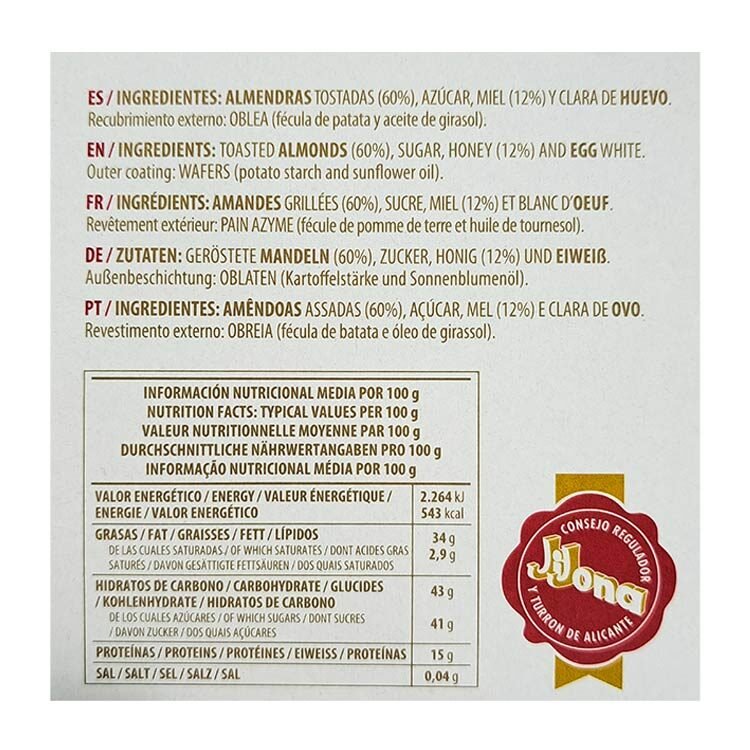 ES / INGREDIENTES: ALMENDRAS TOSTADAS (60%), AZÚCAR, MIEL (12%) Y CLARA DE HUEVO.
Recubrimiento externo: OBLEA (fécula de patata y aceite de girasol).
EN / INGREDIENTS: TOASTED ALMONDS (60%), SUGAR, HONEY (12%) AND EGG WHITE.
Outer coating: WAFERS (potato starch and sunflower oil).
FR / INGRÉDIENTS: AMANDES GRILLÉES (60%), SUCRE, MIEL (12%) ET BLANC D'OEUF.
Revêtement extérieur: PAIN AZYME (fécule de pomme de terre et huile de tournesol).
DE / ZUTATEN: GERÖSTETE MANDELN (60%), ZUCKER, HONIG (12%) UND EIWEIß.
Außenbeschichtung: OBLATEN (Kartoffelstärke und Sonnenblumenöl).
PT / INGREDIENTES: AMÊNDOAS ASSADAS (60%), AÇÚCAR, MEL (12%) E CLARA DE OVO.
Revestimento externo: OBREIA (fécula de batata e óleo de girassol).
INFORMACIÓN NUTRICIONAL MEDIA POR 100 g
NUTRITION FACTS: TYPICAL VALUES PER 100 g
VALEUR NUTRITIONNELLE MOYENNE PAR 100 g
DURCHSCHNITTLICHE NÄHRWERTANGABEN PRO 100 g
INFORMAÇÃO NUTRICIONAL MÉDIA POR 100 g
VALOR ENERGÉTICO / ENERGY / VALEUR ÉNERGÉTIQUE / 2.264 kJ
ENERGIE / VALOR ENERGÉTICO 543 kcal
GRASAS / FAT / GRAISSES / FETT / LÍPIDOS 34 g
DE LAS CUALES SATURADAS / OF WHICH SATURATES / DONT ACIDES GRAS 2,9 g
SATURÉS / DAVON GESÄTTIGTE FETTSÄUREN / DOS QUAIS SATURADOS
HIDRATOS DE CARBONO / CARBOHYDRATE / GLUCIDES 43 g
/ KOHLENHYDRATE / HIDRATOS DE CARBONO
DE LOS CUALES AZÚCARES / OF WHICH SUGARS / DONT SUCRES 41 g
/ DAVON ZUCKER / DOS QUAIS AÇÚCARES
PROTEÍNAS / PROTEINS / PROTÉINES / EIWEISS / PROTEÍNAS 15 g
SAL / SALT / SEL / SALZ / SAL 0,04 g
CONSEJO REGULADOR
Jijona
Y TURRON DE ALICANTE